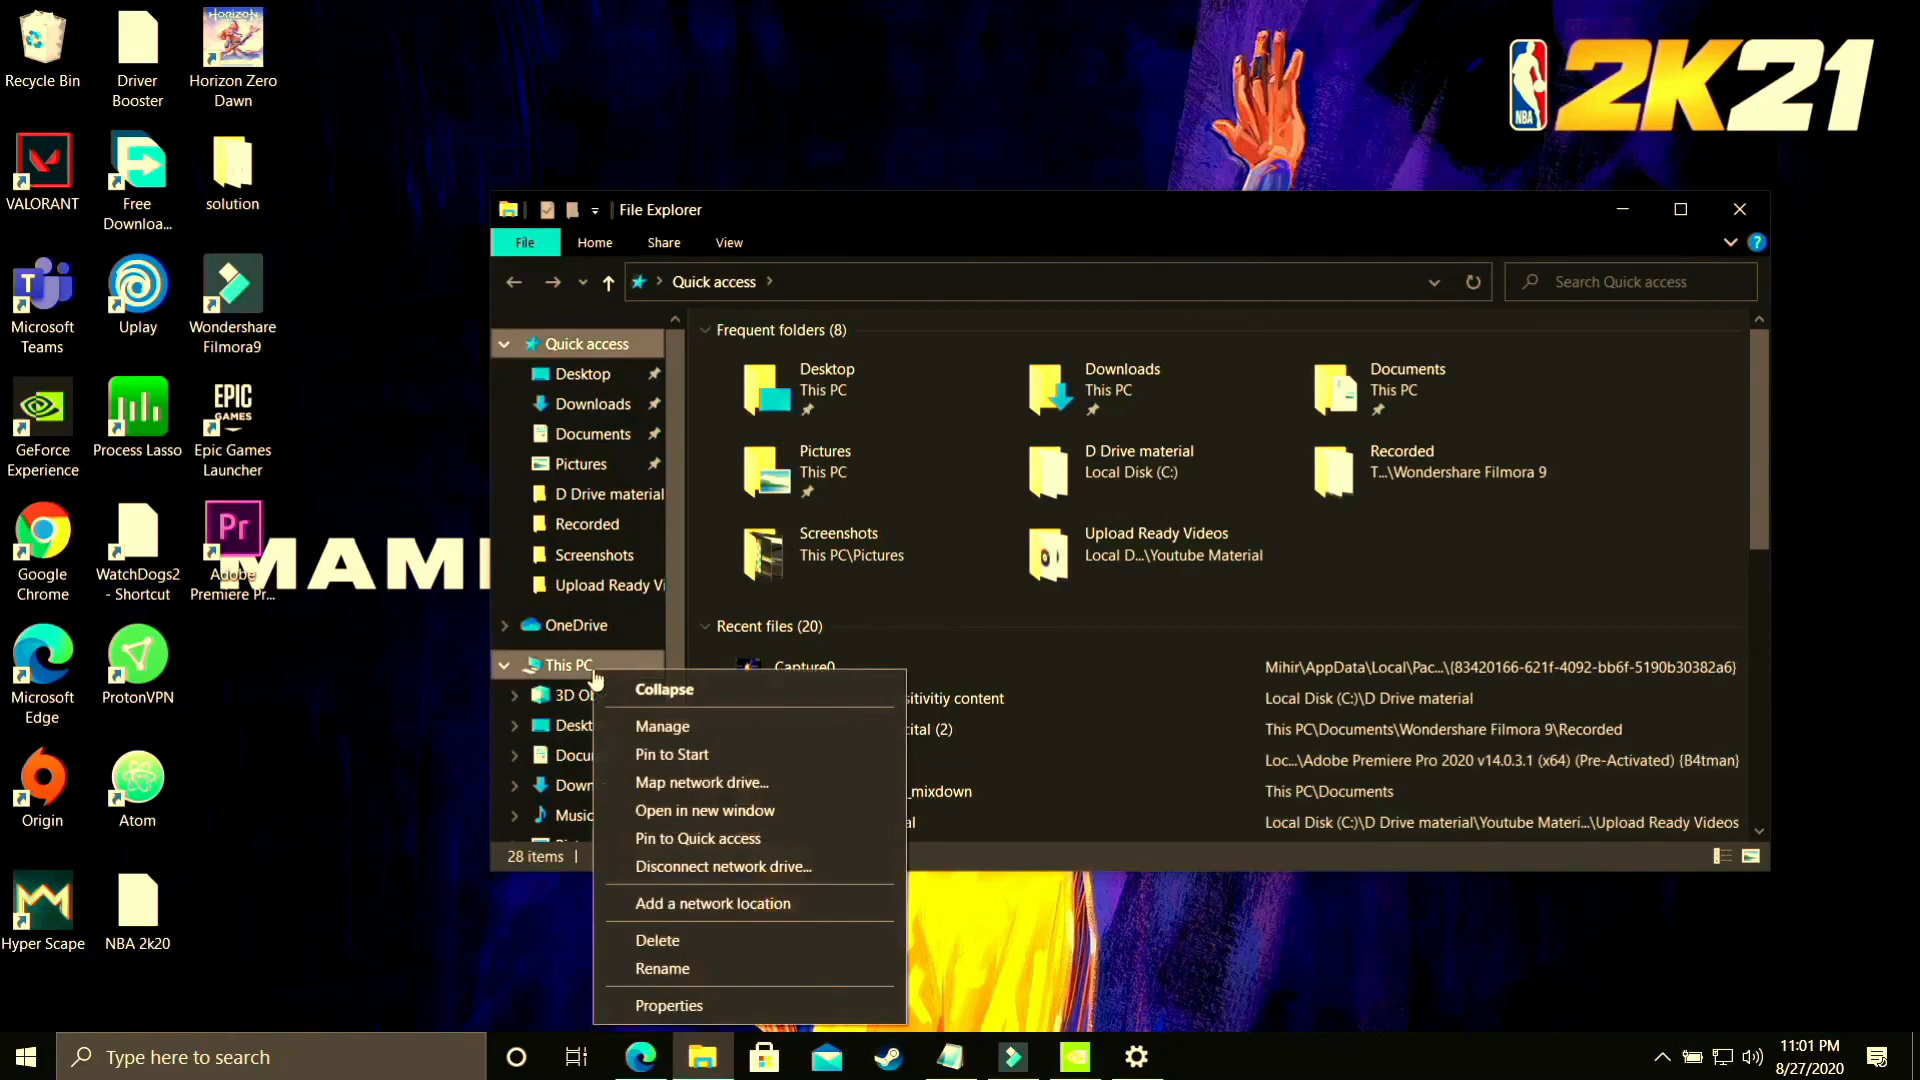 Recycle Bin
Driver
Booster
Horizon Zero
Dawn
VALORANT
Free
Downloa...
solution
Microsoft
Teams
Uplay
Wondershare
Filmora9
GeForce
Experience
Process Lasso
EPIC
GAMES
Epic Games
Launcher
Google
Chrome
WatchDogs2
- Shortcut
Pr
Adobe
Premiere Pr...
Microsoft
Edge
ProtonVPN
Origin
Atom
Hyper Scape
NBA 2k20
NBA
2K21
File Explorer
File
Home
Share
View
?
Quick access
Search Quick access
Quick access
Desktop
Downloads
Documents
Pictures
D Drive material
Recorded
Screenshots
Upload Ready Vi
OneDrive
This PC
3D
Deskt
Docu
Down
Music
28 items
Frequent folders (8)
Desktop
This PC
Downloads
This PC
Documents
This PC
Pictures
This PC
D Drive material
Local Disk (C:)
Recorded
T...\Wondershare Filmora 9
Screenshots
This PC\Pictures
Upload Ready Videos
Local D...\Youtube Material
Recent files (20)
Capture0
Mihir\AppData\Local\Pac...\{83420166-621f-4092-bb6f-5190b30382a6}
sitivitiy content
Local Disk (C:)\D Drive material
ital (2)
This PC\Documents\Wondershare Filmora 9\Recorded
Loc...\Adobe Premiere Pro 2020 v14.0.3.1 (x64) (Pre-Activated) {B4tman}
_mixdown
This PC\Documents
al
Local Disk (C:)\D Drive material\Youtube Materi...\Upload Ready Videos
Collapse
Manage
Pin to Start
Map network drive...
Open in new window
Pin to Quick access
Disconnect network drive...
Add a network location
Delete
Rename
Properties
Type here to search
11:01 PM
8/27/2020